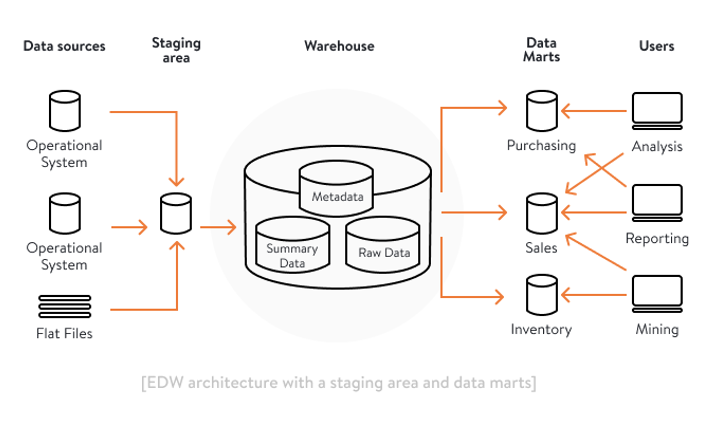 Data sources
Staging
area
Warehouse
Data
Marts
Users
Operational
System
Operational
System
Flat Files
Metadata
Summary
Data
Raw Data
Purchasing
Sales
Inventory
Analysis
Reporting
Mining
[EDW architecture with a staging area and data marts]